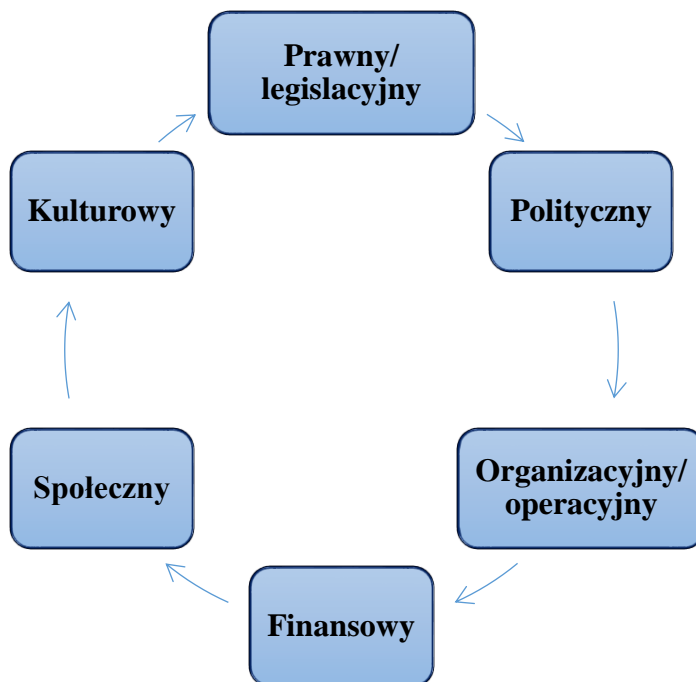 Prawny/
legislacyjny
Polityczny
Organizacyjny/
operacyjny
Finansowy
Społeczny
Kulturowy